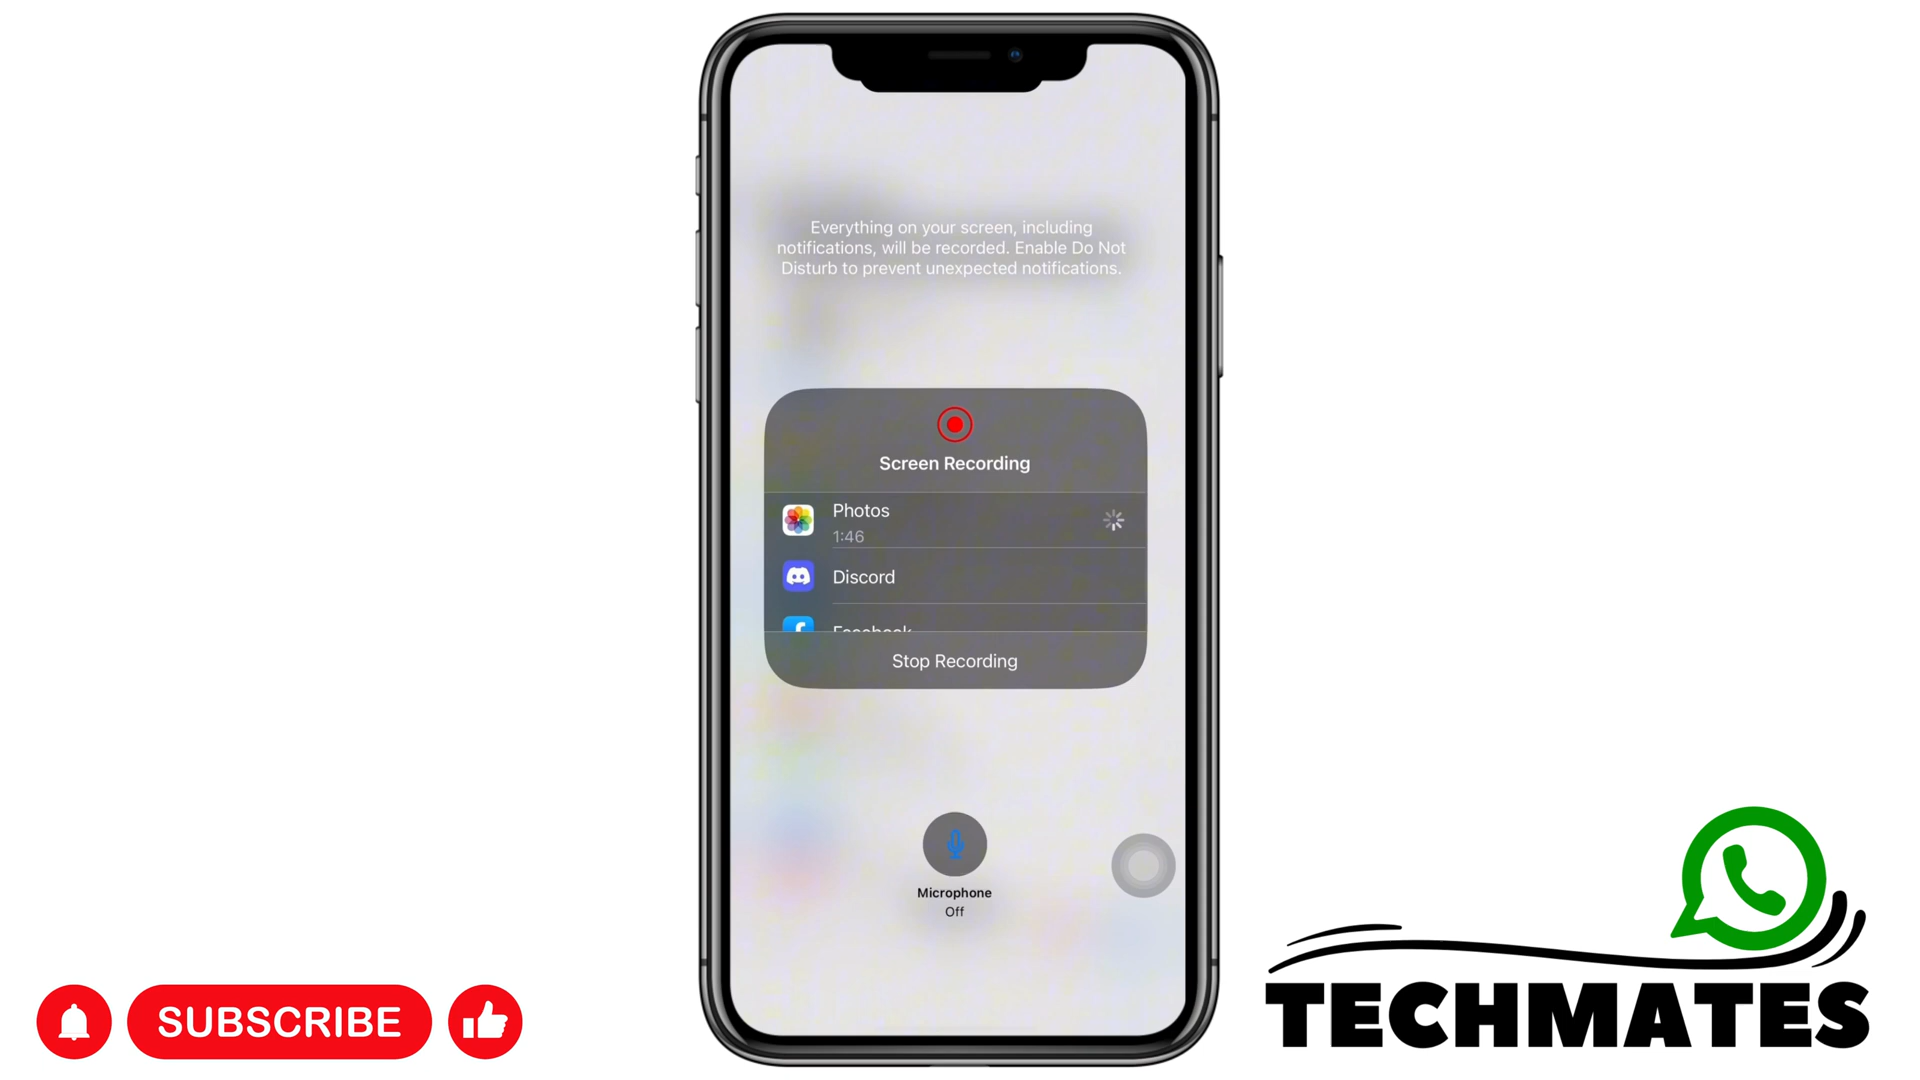 Everything on your screen, including
notifications, will be recorded. Enable Do Not
Disturb to prevent unexpected notifications.
Screen Recording
Photos
1:46
Discord
Facebook
Stop Recording
Microphone
Off
SUBSCRIBE
TECHMATES